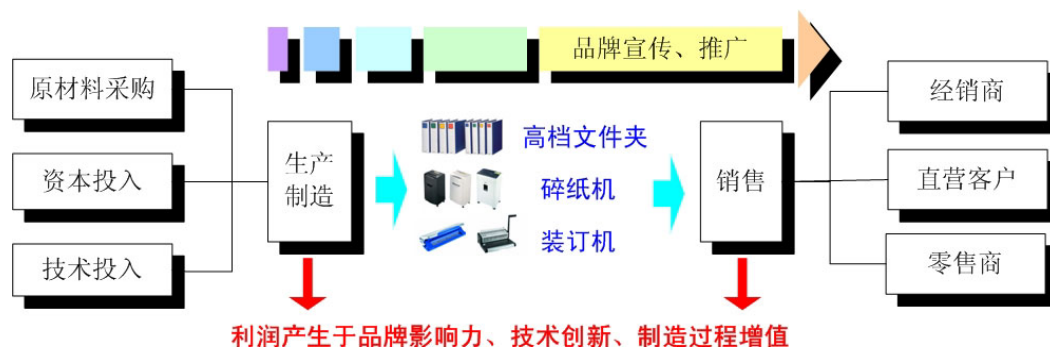 品牌宣传、推广
原材料采购
资本投入
技术投入
生产
制造
高档文件夹
碎纸机
装订机
销售
经销商
直营客户
零售商
利润产生于品牌影响力、技术创新、制造过程增值